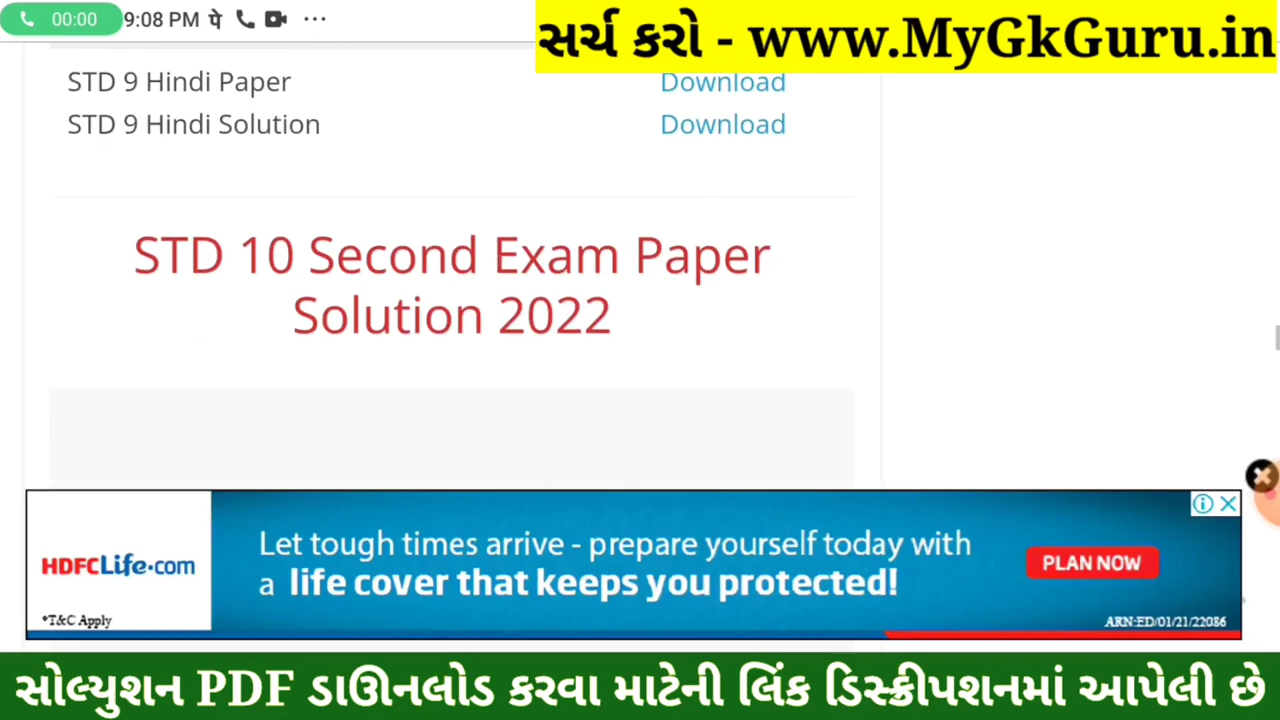 00:00 9:08 PM पे ...
સર્ચ કરો - www.MyGkGuru.in
STD 9 Hindi Paper Download
STD 9 Hindi Solution Download
STD 10 Second Exam Paper
Solution 2022
HDFCLife.com
*T&C Apply
Let tough times arrive - prepare yourself today with
a life cover that keeps you protected!
PLAN NOW
ARN:ED/01/21/22086
સોલ્યુશન PDF ડાઊનલોડ કરવા માટેની લિંક ડિસ્ક્રીપશનમાં આપેલી છે